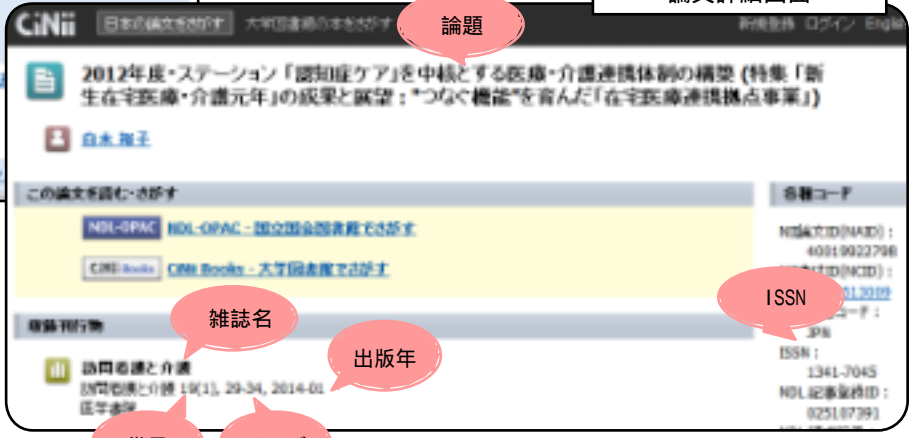 論文詳細画面
CiNii 日本の論文をさがす 大学図書館の本をさがす 新規登録 ログイン English
論題
2012年度・ステーション「認知症ケア」を中核とする医療・介護連携体制の構築 (特集「新
生在宅医療・介護元年」の成果と展望 : "つなぐ機能"を育んだ「在宅医療連携拠点
事業」)
白木 裕子
この論文を読む・さがす
NDL-OPAC NDL-OPAC - 国立国会図書館でさがす
CiNii Books CiNii Books - 大学図書館でさがす
各種コード
NII論文ID(NAID) :
40019922798
ISSN
JPN
ISSN :
1341-7045
NDL 記事登録ID :
025107391
収録刊行物
雑誌名
出版年
訪問看護と介護
訪問看護と介護 19(1), 29-34, 2014-01
医学書院